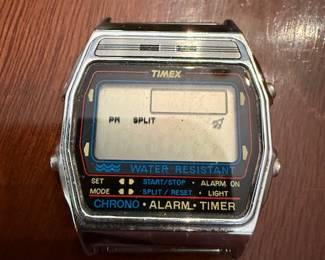 TIMEX
PM SPLIT
WATER RESISTANT
SET START/STOP • ALARM ON
MODE SPLIT/RESET • LIGHT
CHRONO • ALARM • TIMER